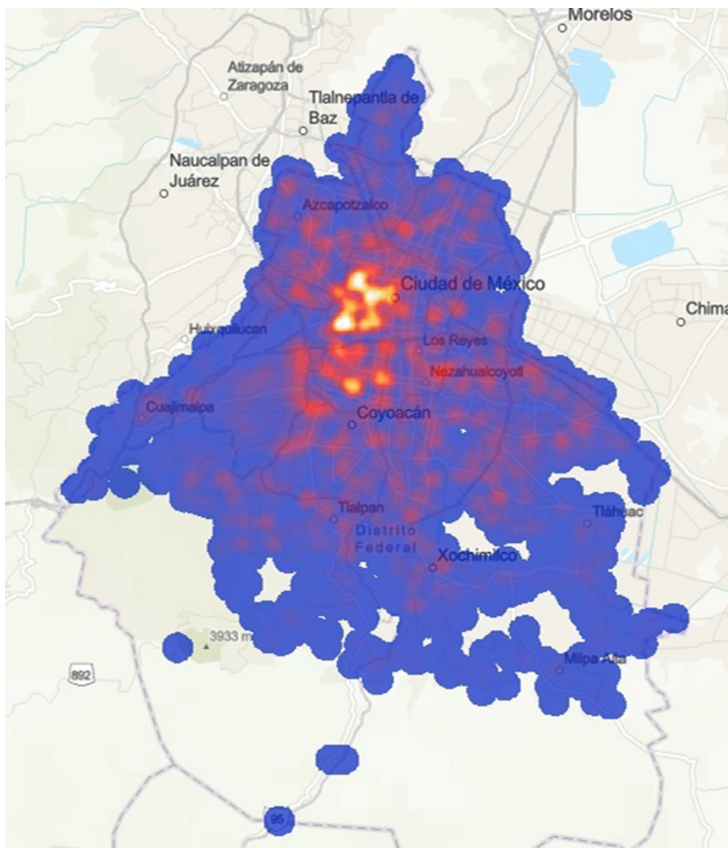 Morelos
Atizapán de
Zaragoza
Tlalnepantla de
Baz
Naucalpan de
Juárez
Azcapotzalco
Ciudad de México
Chima
Huixquilucan
Los Reyes
Nezahualcoyotl
Cuajimalpa
Coyoacán
Tlalpan
Tláhuac
Distrito
Federal
Xochimilco
3933 m
Milpa Alta
892
95